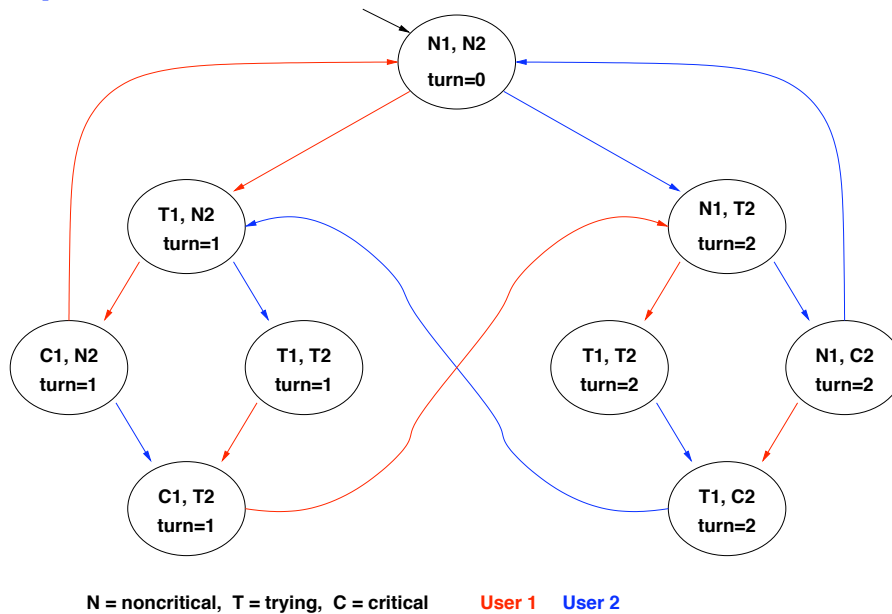 N1, N2
turn=0
T1, N2
turn=1
N1, T2
turn=2
C1, N2
turn=1
T1, T2
turn=1
T1, T2
turn=2
N1, C2
turn=2
C1, T2
turn=1
T1, C2
turn=2
N = noncritical, T = trying, C = critical User 1 User 2